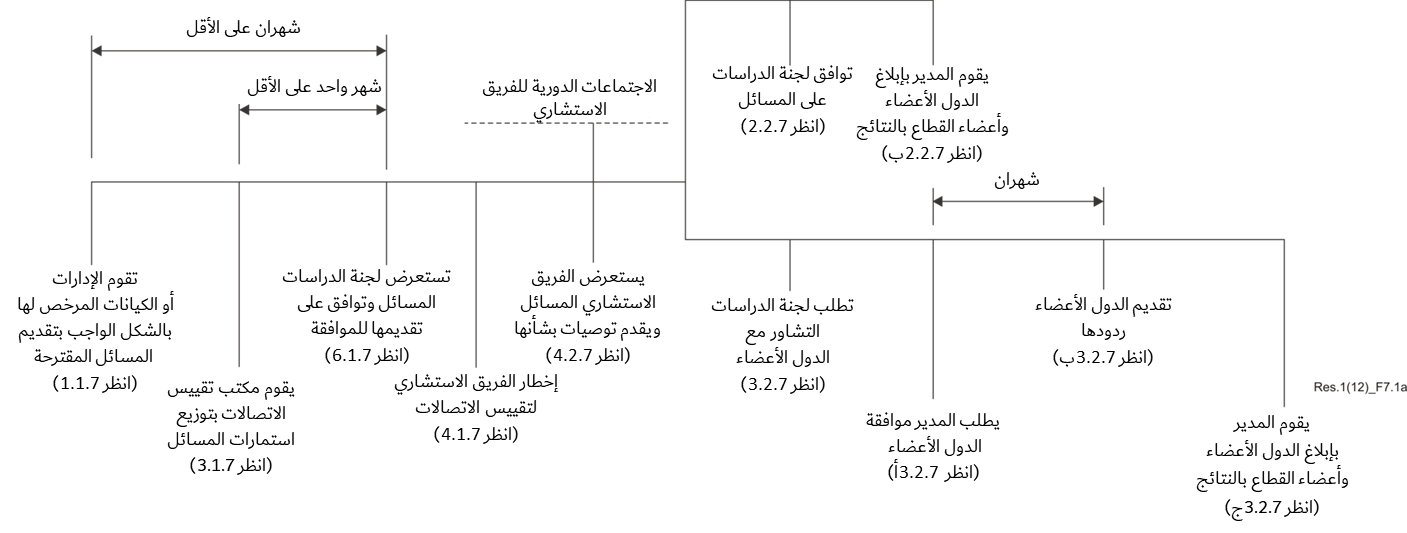 شهران على الأقل
شهر واحد على الأقل
الاجتماعات الدورية للفريق
الاستشاري
توافق لجنة الدراسات
على المسائل
(انظر 2.2.7)
يقوم المدير بإبلاغ
الدول الأعضاء
وأعضاء القطاع بالنتائج
(انظر 2.2.7ب)
شهران
تقوم الإدارات
أو الكيانات المرخص لها
بالشكل الواجب بتقديم
المسائل المقترحة
(انظر 1.1.7)
يقوم مكتب تقييس
الاتصالات بتوزيع
استمارات المسائل
(انظر 3.1.7)
تستعرض لجنة الدراسات
المسائل وتوافق على
تقديمها للموافقة
(انظر 6.1.7)
إخطار الفريق الاستشاري
لتقييس الاتصالات
(انظر 4.1.7)
يستعرض الفريق
الاستشاري المسائل
ويقدم توصيات بشأنها
(انظر 4.2.7)
تطلب لجنة الدراسات
التشاور مع
الدول الأعضاء
(انظر 3.2.7)
يطلب المدير موافقة
الدول الأعضاء
(انظر 3.2.7أ)
تقديم الدول الأعضاء
ردودها
(انظر 3.2.7ب)
يقوم المدير
بإبلاغ الدول الأعضاء
وأعضاء القطاع بالنتائج
(انظر 3.2.7ج)
Res.1(12)_F7.1a